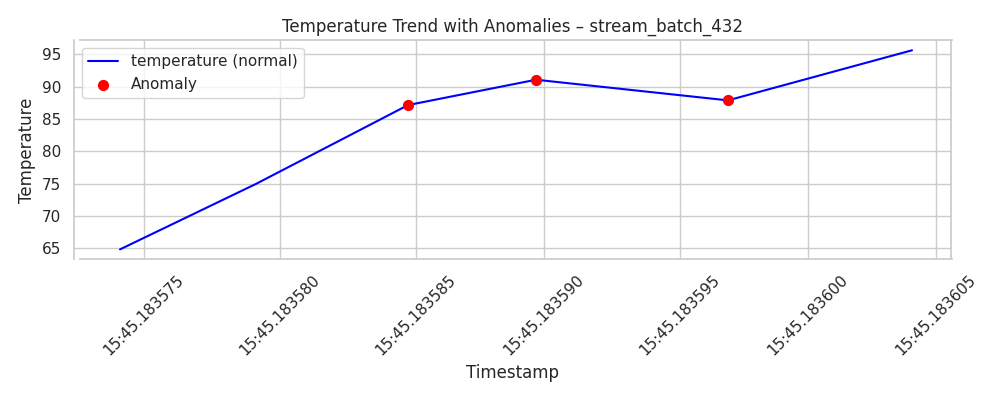 Temperature Trend with Anomalies – stream_batch_432
temperature (normal)
Anomaly
95
90
85
80
75
70
65
Temperature
15:45.183575
15:45.183580
15:45.183585
15:45.183590
15:45.183595
15:45.183600
15:45.183605
Timestamp